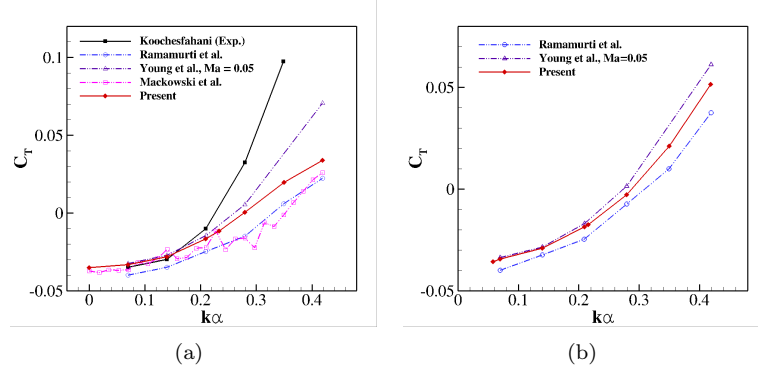 Koochesfahani (Exp.)
Ramamurti et al.
Young et al., Ma = 0.05
Mackowski et al.
Present
0.1
0.05
0
-0.05
C_T
0 0.1 0.2 0.3 0.4
kα
(a)
Ramamurti et al.
Young et al., Ma=0.05
Present
0.05
0
-0.05
C_T
0 0.1 0.2 0.3 0.4
kα
(b)